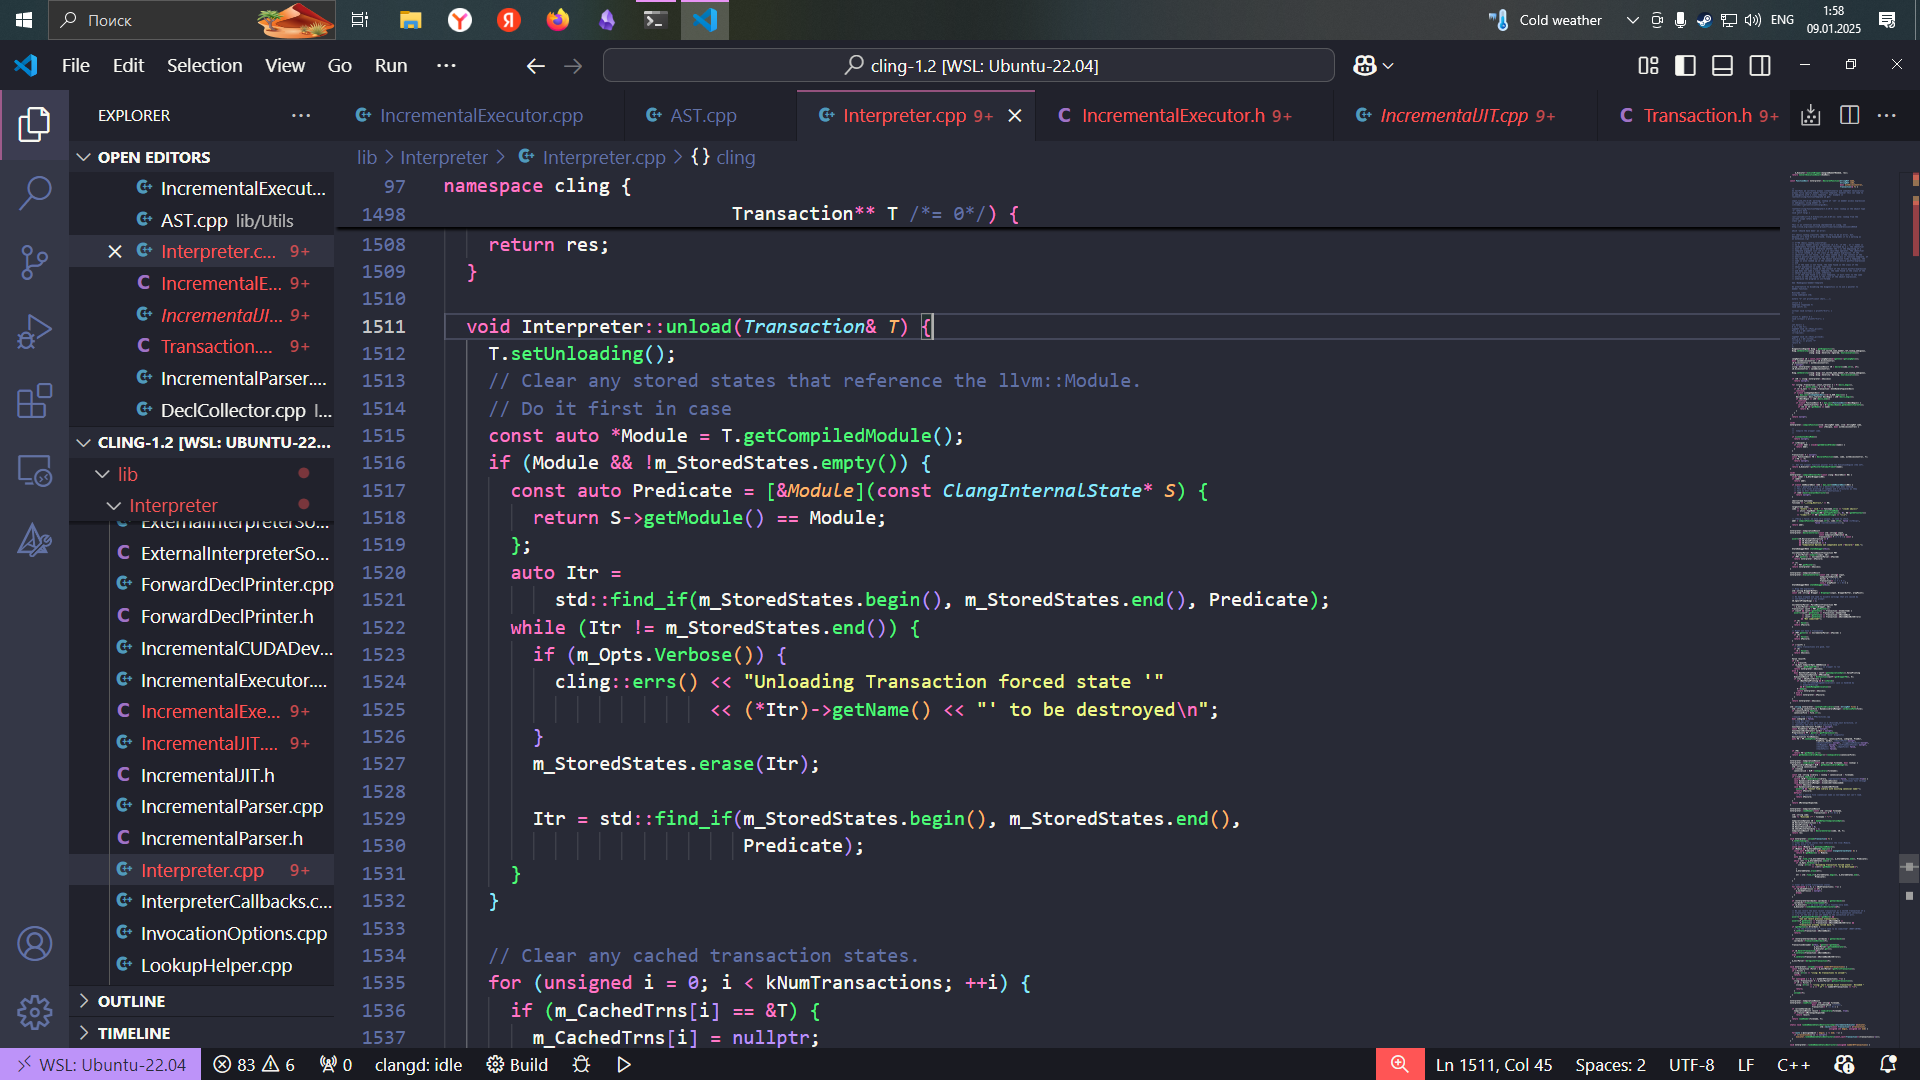 Поиск
Cold weather
ENG
1:58
09.01.2025
File Edit Selection View Go Run ···
cling-1.2 [WSL: Ubuntu-22.04]
EXPLORER ···
IncrementalExecutor.cpp
AST.cpp
Interpreter.cpp 9+
IncrementalExecutor.h 9+
IncrementalJIT.cpp 9+
Transaction.h 9+
OPEN EDITORS
IncrementalExecut...
AST.cpp lib/Utils
Interpreter.c... 9+
IncrementalE... 9+
IncrementalJI... 9+
Transaction.... 9+
IncrementalParser....
DeclCollector.cpp l...
CLING-1.2 [WSL: UBUNTU-22...
lib
Interpreter
ExternalInterpreterSo...
ExternalInterpreterSo...
ForwardDeclPrinter.cpp
ForwardDeclPrinter.h
IncrementalCUDADev...
IncrementalExecutor....
IncrementalExe... 9+
IncrementalJIT.... 9+
IncrementalJIT.h
IncrementalParser.cpp
IncrementalParser.h
Interpreter.cpp 9+
InterpreterCallbacks.c...
InvocationOptions.cpp
LookupHelper.cpp
OUTLINE
TIMELINE
lib > Interpreter > Interpreter.cpp > {} cling
97 namespace cling {
1498 Transaction** T /*= 0*/) {
1508 return res;
1509 }
1510
1511 void Interpreter::unload(Transaction& T) {
1512 T.setUnloading();
1513 // Clear any stored states that reference the llvm::Module.
1514 // Do it first in case
1515 const auto *Module = T.getCompiledModule();
1516 if (Module && !m_StoredStates.empty()) {
1517 const auto Predicate = [&Module](const ClangInternalState* S) {
1518 return S->getModule() == Module;
1519 };
1520 auto Itr =
1521 std::find_if(m_StoredStates.begin(), m_StoredStates.end(), Predicate);
1522 while (Itr != m_StoredStates.end()) {
1523 if (m_Opts.Verbose()) {
1524 cling::errs() << "Unloading Transaction forced state '"
1525 << (*Itr)->getName() << "' to be destroyed\n";
1526 }
1527 m_StoredStates.erase(Itr);
1528
1529 Itr = std::find_if(m_StoredStates.begin(), m_StoredStates.end(),
1530 Predicate);
1531 }
1532 }
1533
1534 // Clear any cached transaction states.
1535 for (unsigned i = 0; i < kNumTransactions; ++i) {
1536 if (m_CachedTrns[i] == &T) {
1537 m_CachedTrns[i] = nullptr;
WSL: Ubuntu-22.04 83 6 0 clangd: idle Build Ln 1511, Col 45 Spaces: 2 UTF-8 LF C++